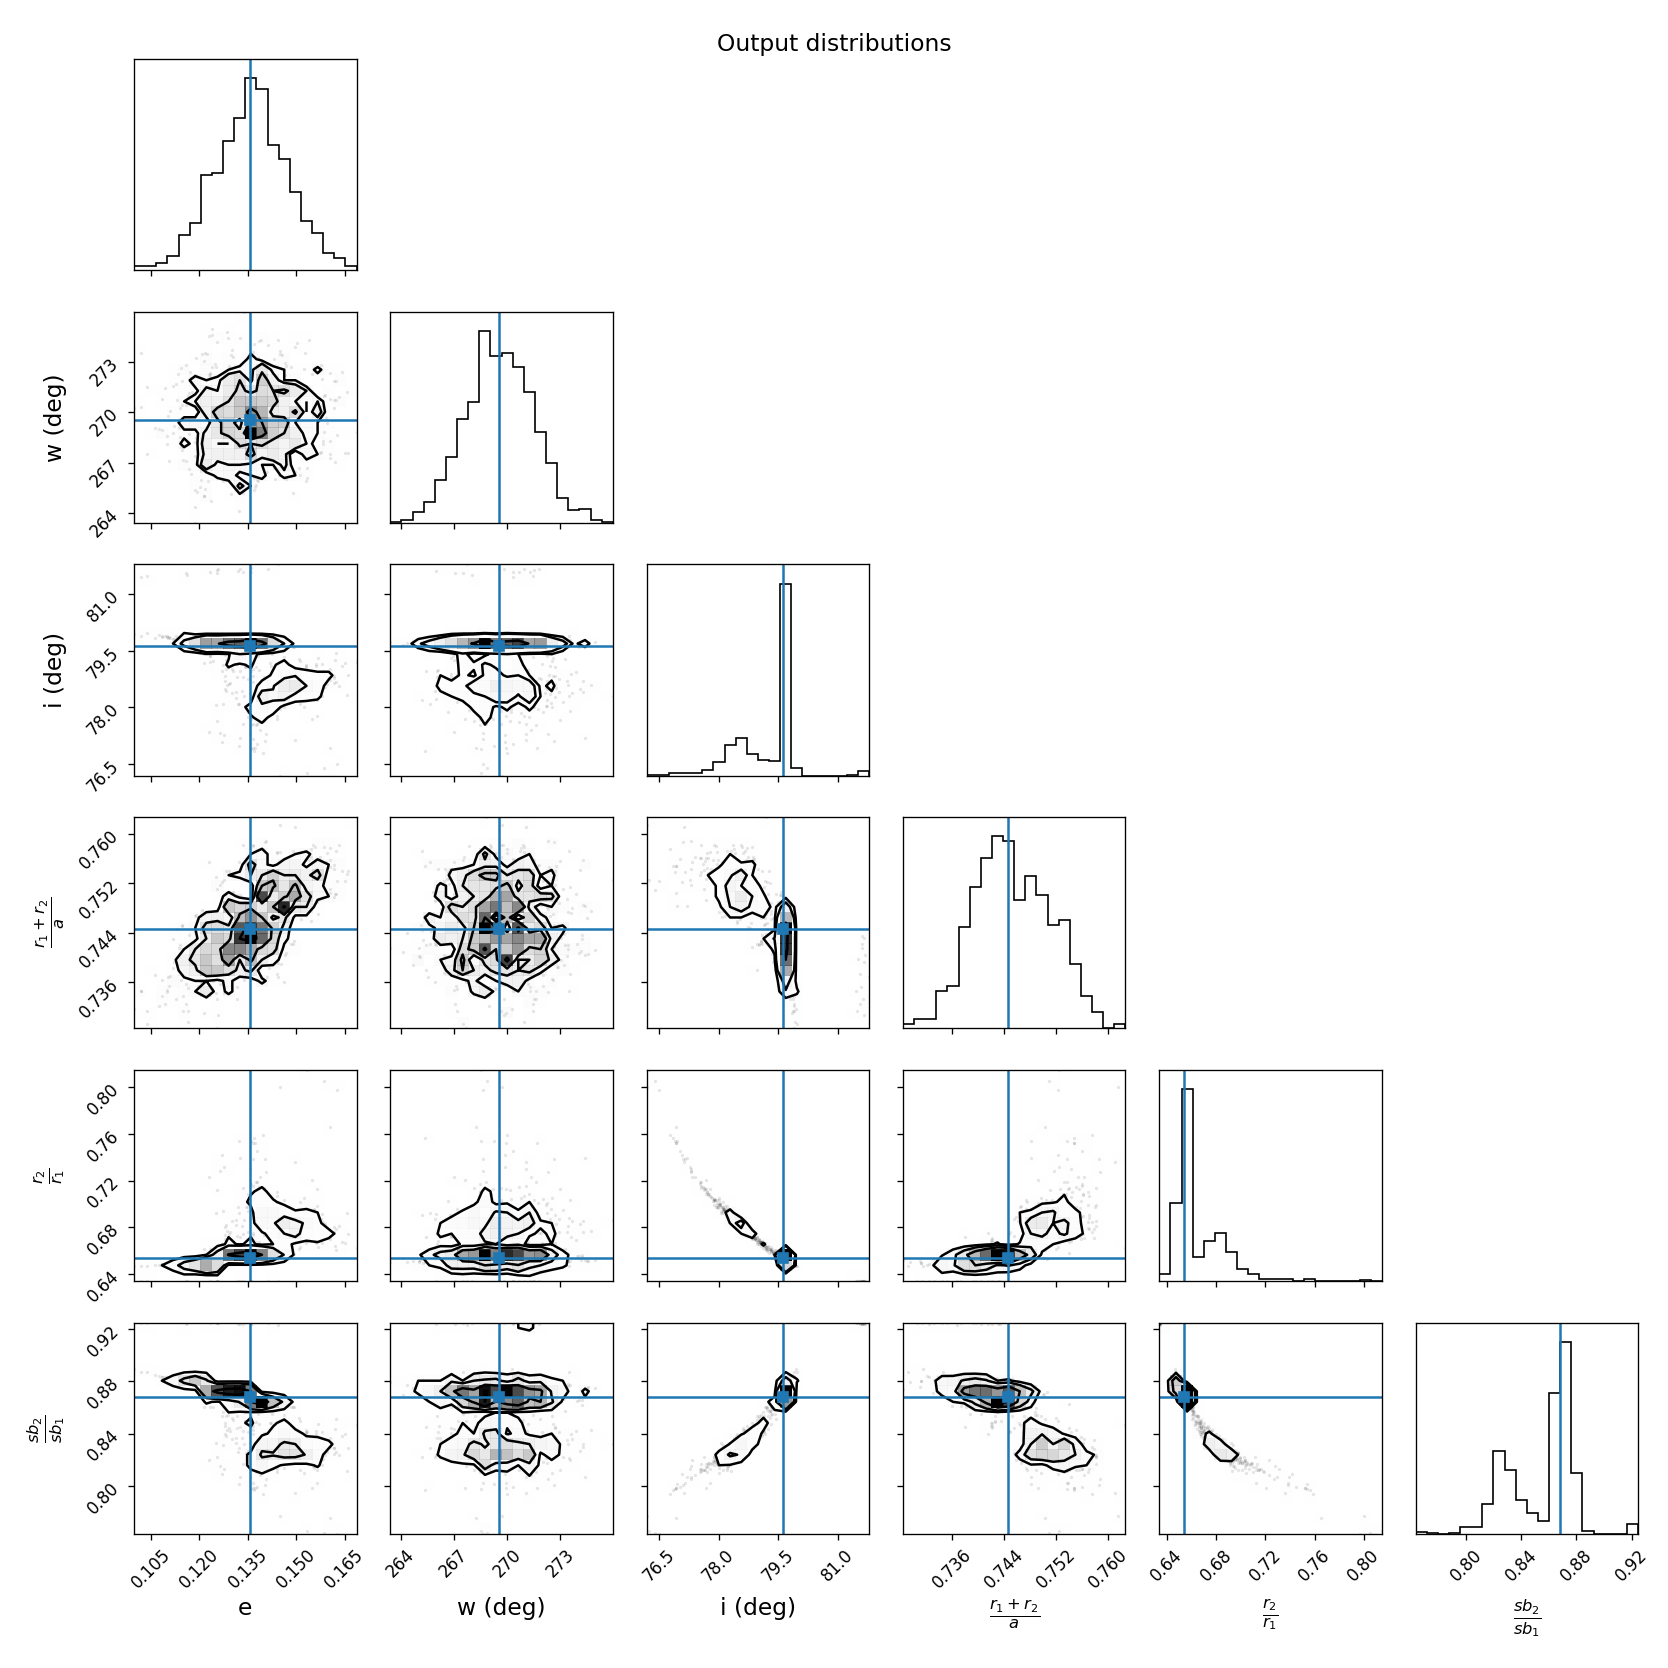 Output distributions
w (deg)
273
270
267
264
i (deg)
81.0
79.5
78.0
76.5
r₁ + r₂
a
0.760
0.752
0.744
0.736
r₂
r₁
0.80
0.76
0.72
0.68
0.64
sb₂
sb₁
0.92
0.88
0.84
0.80
0.105 0.120 0.135 0.150 0.165 264 267 270 273 76.5 78.0 79.5 81.0 0.736 0.744 0.752 0.760 0.64 0.68 0.72 0.76 0.80 0.80 0.84 0.88 0.92
e w (deg) i (deg) r₁ + r₂ r₂ sb₂
a r₁ sb₁